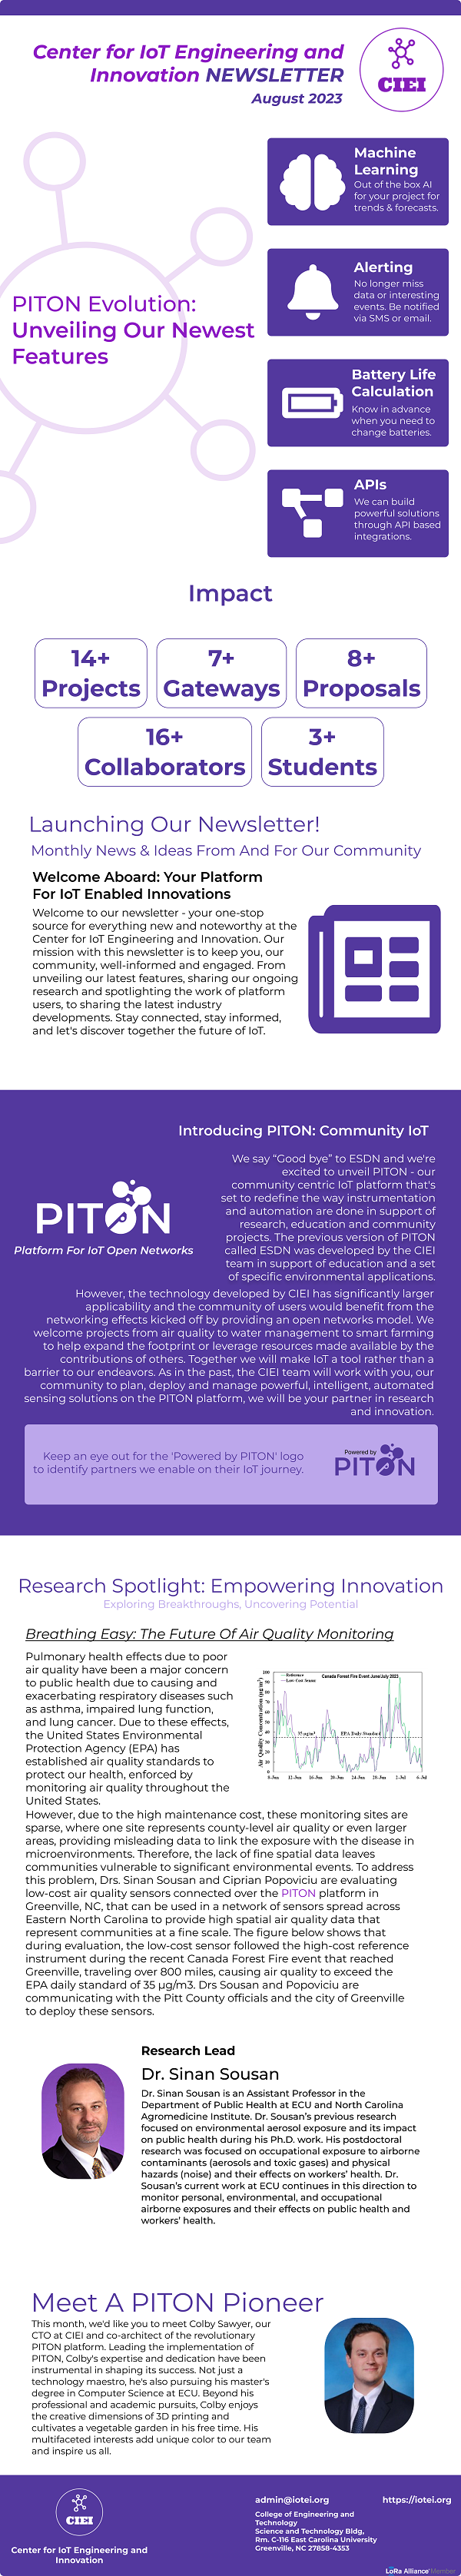 Center for IoT Engineering and
Innovation NEWSLETTER
August 2023
CIEI
Machine
Learning
Out of the box AI
for your project for
trends & forecasts.
Alerting
No longer miss
data or interesting
events. Be notified
via SMS or email.
PITON Evolution:
Unveiling Our Newest
Features
Battery Life
Calculation
Know in advance
when you need to
change batteries.
APIs
We can build
powerful solutions
through API based
integrations.
Impact
14+
Projects
7+
Gateways
8+
Proposals
16+
Collaborators
3+
Students
Launching Our Newsletter!
Monthly News & Ideas From And For Our Community
Welcome Aboard: Your Platform
For IoT Enabled Innovations
Welcome to our newsletter - your one-stop
source for everything new and noteworthy at the
Center for IoT Engineering and Innovation. Our
mission with this newsletter is to keep you, our
community, well-informed and engaged. From
unveiling our latest features, sharing our ongoing
research and spotlighting the work of platform
users, to sharing the latest industry
developments. Stay connected, stay informed,
and let's discover together the future of IoT.
Introducing PITON: Community IoT
PITON
Platform For IoT Open Networks
We say “Good bye” to ESDN and we're
excited to unveil PITON - our
community centric IoT platform that's
set to redefine the way instrumentation
and automation are done in support of
research, education and community
projects. The previous version of PITON
called ESDN was developed by the CIEI
team in support of education and a set
of specific environmental applications.
However, the technology developed by CIEI has significantly larger
applicability and the community of users would benefit from the
networking effects kicked off by providing an open networks model. We
welcome projects from air quality to water management to smart farming
to help expand the footprint or leverage resources made available by the
contributions of others. Together we will make IoT a tool rather than a
barrier to our endeavors. As in the past, the CIEI team will work with you, our
community to plan, deploy and manage powerful, intelligent, automated
sensing solutions on the PITON platform, we will be your partner in research
and innovation.
Keep an eye out for the 'Powered by PITON' logo
to identify partners we enable on their IoT journey.
Powered by
PITON
Research Spotlight: Empowering Innovation
Exploring Breakthroughs, Uncovering Potential
Breathing Easy: The Future Of Air Quality Monitoring
Pulmonary health effects due to poor
air quality have been a major concern
to public health due to causing and
exacerbating respiratory diseases such
as asthma, impaired lung function,
and lung cancer. Due to these effects,
the United States Environmental
Protection Agency (EPA) has
established air quality standards to
protect our health, enforced by
monitoring air quality throughout the
United States.
Reference
Low-Cost Sensor
Canada Forest Fire Event June/July 2023
Air Quality Concentration (µg/m³)
100
90
80
70
60
50
40
30
20
10
0
35 µg/m³
EPA Daily Standard
8-Jun 12-Jun 16-Jun 20-Jun 24-Jun 28-Jun 2-Jul 6-Jul
However, due to the high maintenance cost, these monitoring sites are
sparse, where one site represents county-level air quality or even larger
areas, providing misleading data to link the exposure with the disease in
microenvironments. Therefore, the lack of fine spatial data leaves
communities vulnerable to significant environmental events. To address
this problem, Drs. Sinan Sousan and Ciprian Popoviciu are evaluating
low-cost air quality sensors connected over the PITON platform in
Greenville, NC, that can be used in a network of sensors spread across
Eastern North Carolina to provide high spatial air quality data that
represent communities at a fine scale. The figure below shows that
during evaluation, the low-cost sensor followed the high-cost reference
instrument during the recent Canada Forest Fire event that reached
Greenville, traveling over 800 miles, causing air quality to exceed the
EPA daily standard of 35 µg/m3. Drs Sousan and Popoviciu are
communicating with the Pitt County officials and the city of Greenville
to deploy these sensors.
Research Lead
Dr. Sinan Sousan
Dr. Sinan Sousan is an Assistant Professor in the
Department of Public Health at ECU and North Carolina
Agromedicine Institute. Dr. Sousan's previous research
focused on environmental aerosol exposure and its impact
on public health during his Ph.D. work. His postdoctoral
research was focused on occupational exposure to airborne
contaminants (aerosols and toxic gases) and physical
hazards (noise) and their effects on workers' health. Dr.
Sousan's current work at ECU continues in this direction to
monitor personal, environmental, and occupational
airborne exposures and their effects on public health and
workers' health.
Meet A PITON Pioneer
This month, we'd like you to meet Colby Sawyer, our
CTO at CIEI and co-architect of the revolutionary
PITON platform. Leading the implementation of
PITON, Colby's expertise and dedication have been
instrumental in shaping its success. Not just a
technology maestro, he's also pursuing his master's
degree in Computer Science at ECU. Beyond his
professional and academic pursuits, Colby enjoys
the creative dimensions of 3D printing and
cultivates a vegetable garden in his free time. His
multifaceted interests add unique color to our team
and inspire us all.
CIEI
Center for IoT Engineering and
Innovation
admin@iotei.org
https://iotei.org
College of Engineering and
Technology
Science and Technology Bldg,
Rm. C-116 East Carolina University
Greenville, NC 27858-4353
LoRa Alliance Member